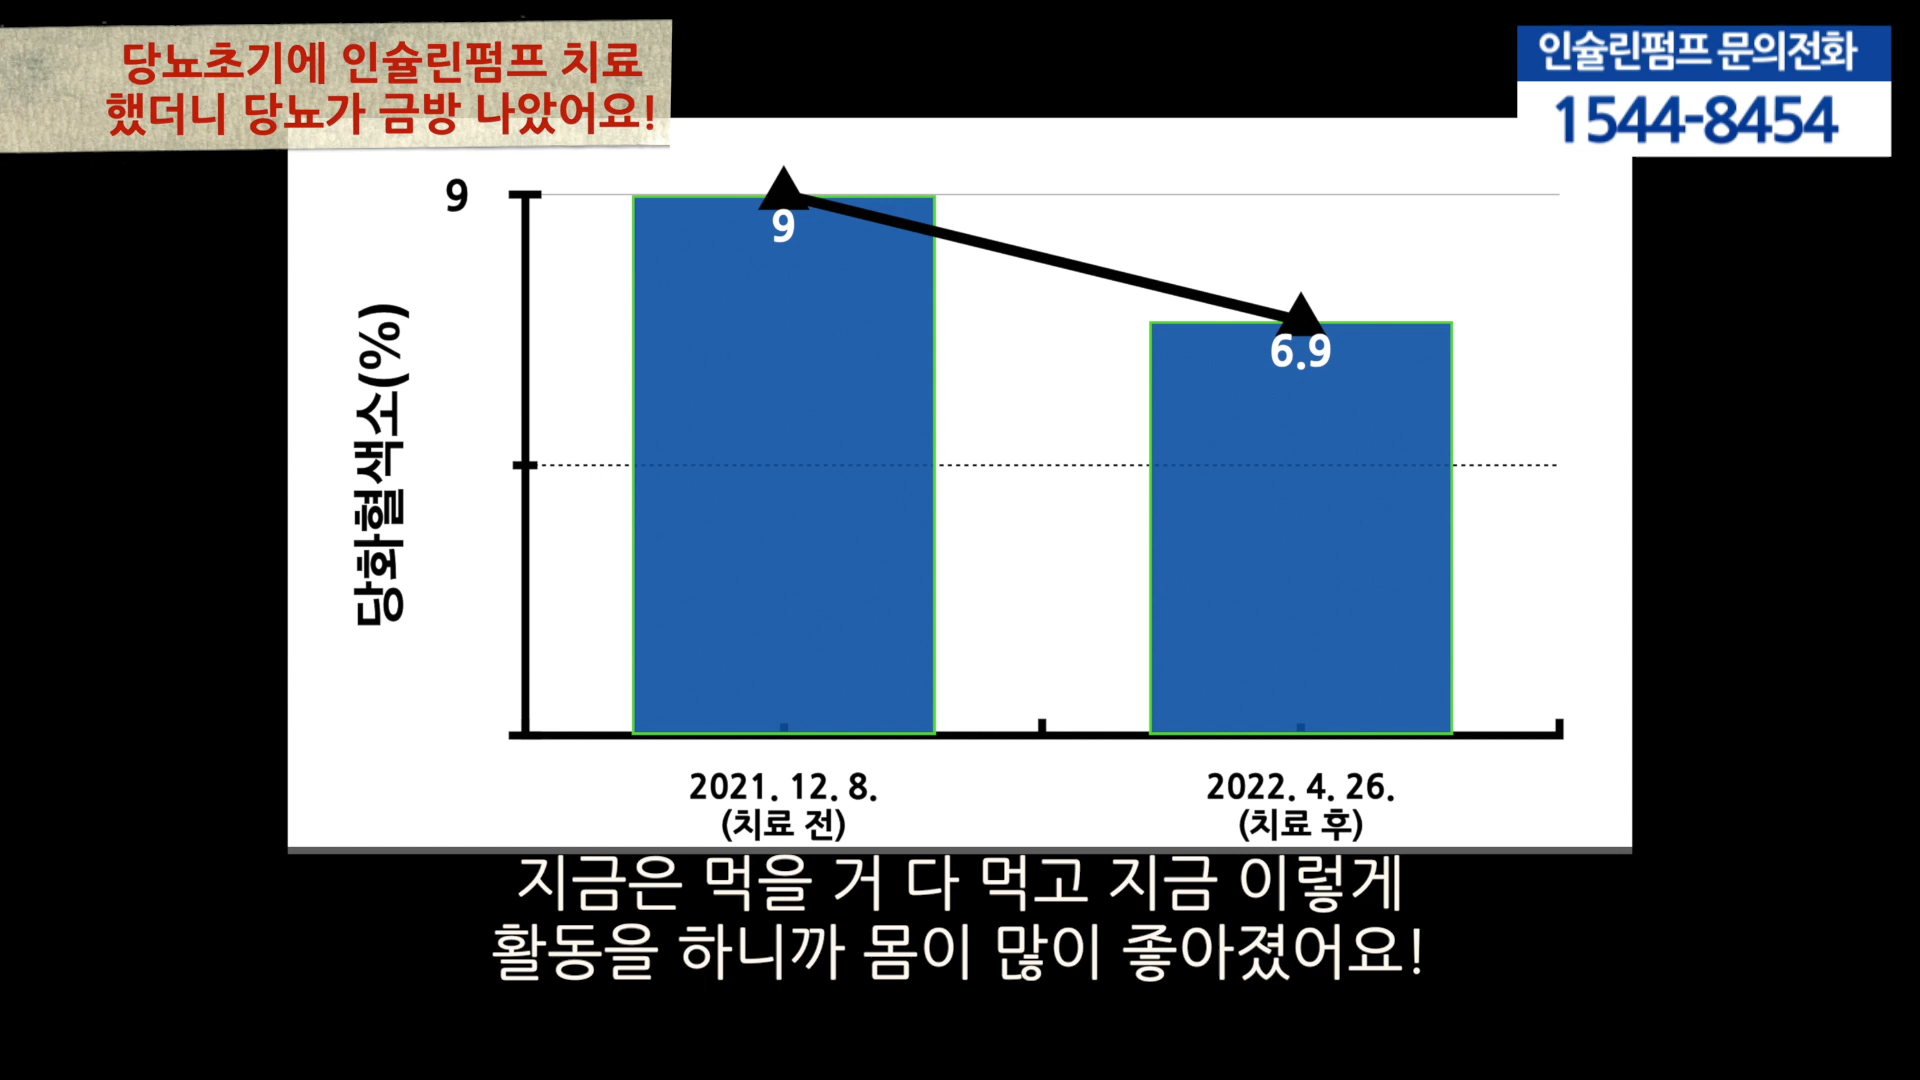 당뇨초기에 인슐린펌프 치료
했더니 당뇨가 금방 나았어요!
인슐린펌프 문의전화
1544-8454
당화혈색소(%)
9
9
6.9
2021. 12. 8.
(치료 전)
2022. 4. 26.
(치료 후)
지금은 먹을 거 다 먹고 지금 이렇게
활동을 하니까 몸이 많이 좋아졌어요!